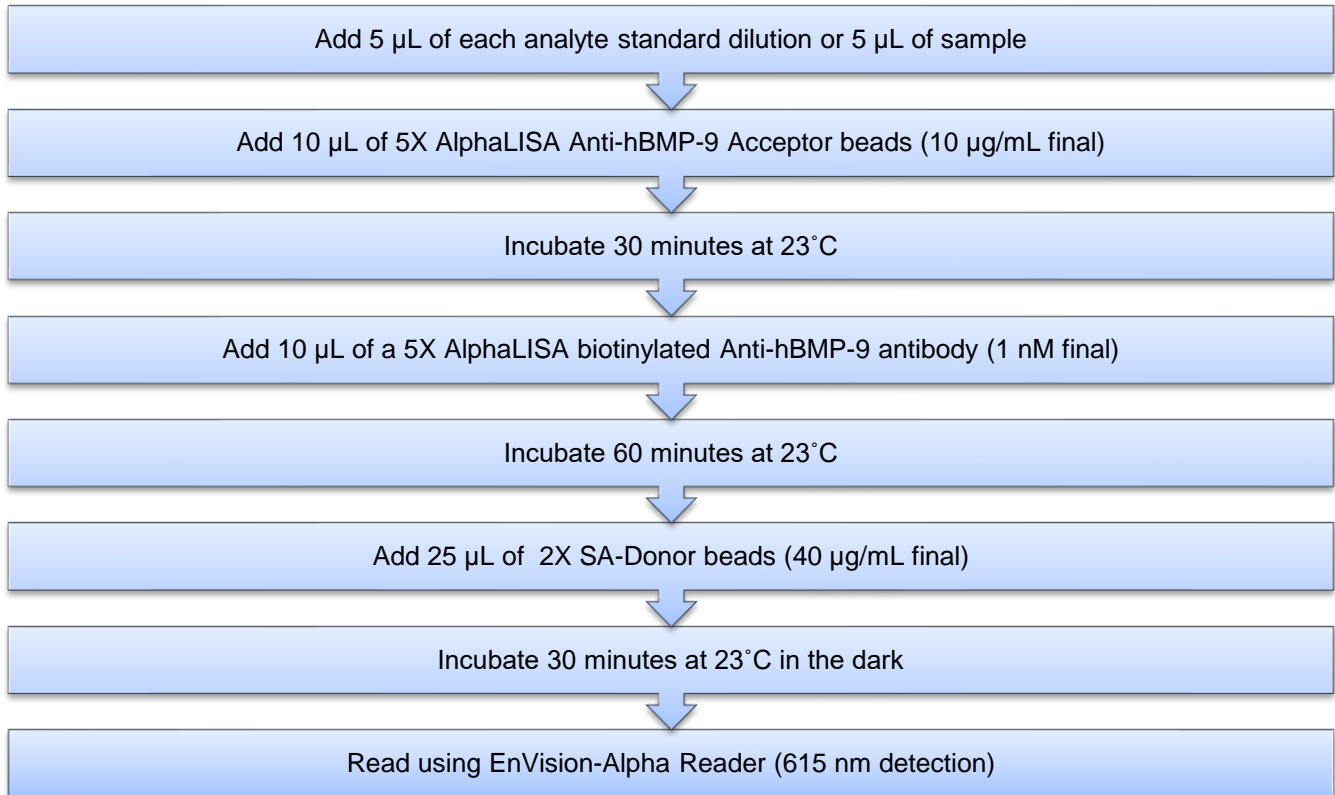 Add 5 µL of each analyte standard dilution or 5 µL of sample
Add 10 µL of 5X AlphaLISA Anti-hBMP-9 Acceptor beads (10 µg/mL final)
Incubate 30 minutes at 23˚C
Add 10 µL of a 5X AlphaLISA biotinylated Anti-hBMP-9 antibody (1 nM final)
Incubate 60 minutes at 23˚C
Add 25 µL of 2X SA-Donor beads (40 µg/mL final)
Incubate 30 minutes at 23˚C in the dark
Read using EnVision-Alpha Reader (615 nm detection)